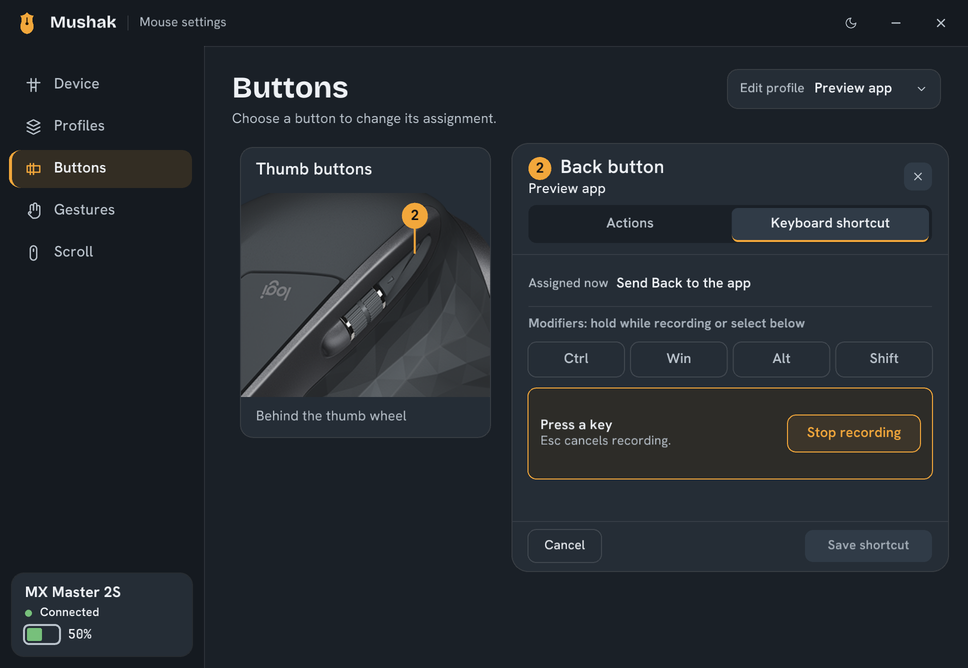 Mushak
Mouse settings
Device
Profiles
Buttons
Gestures
Scroll
MX Master 2S
Connected
50%
Buttons
Choose a button to change its assignment.
Edit profile Preview app
Thumb buttons
2
logi
Behind the thumb wheel
2 Back button
Preview app
Actions
Keyboard shortcut
Assigned now Send Back to the app
Modifiers: hold while recording or select below
Ctrl
Win
Alt
Shift
Press a key
Esc cancels recording.
Stop recording
Cancel
Save shortcut